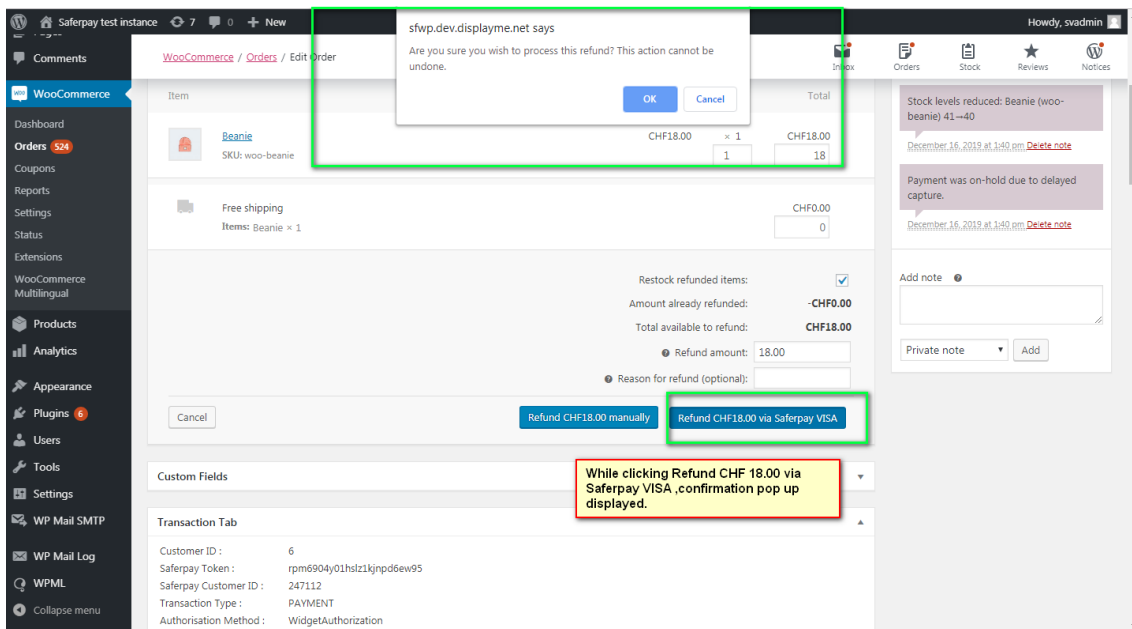 Saferpay test instance
7
0
New
Howdy, svadmin
sfwp.dev.displayme.net says
Are you sure you wish to process this refund? This action cannot be
undone.
OK
Cancel
Comments
WooCommerce
Dashboard
Orders 524
Coupons
Reports
Settings
Status
Extensions
WooCommerce
Multilingual
Products
Analytics
Appearance
Plugins 6
Users
Tools
Settings
WP Mail SMTP
WP Mail Log
WPML
Collapse menu
WooCommerce / Orders / Edit Order
Inbox
Orders
Stock
Reviews
Notices
Item
Total
Beanie
CHF18.00
× 1
CHF18.00
SKU: woo-beanie
1
18
Free shipping
CHF0.00
Items: Beanie × 1
0
Restock refunded items:
Amount already refunded:
-CHF0.00
Total available to refund:
CHF18.00
Refund amount:
18.00
Reason for refund (optional):
Cancel
Refund CHF18.00 manually
Refund CHF18.00 via Saferpay VISA
While clicking Refund CHF 18.00 via
Saferpay VISA ,confirmation pop up
displayed.
Custom Fields
Transaction Tab
Customer ID :
6
Saferpay Token :
rpm6904y01hslz1kjnpd6ew95
Saferpay Customer ID :
247112
Transaction Type :
PAYMENT
Authorisation Method :
WidgetAuthorization
Stock levels reduced: Beanie (woo-
beanie) 41→40
December 16, 2019 at 1:40 pm Delete note
Payment was on-hold due to delayed
capture.
December 16, 2019 at 1:40 pm Delete note
Add note
Private note
Add